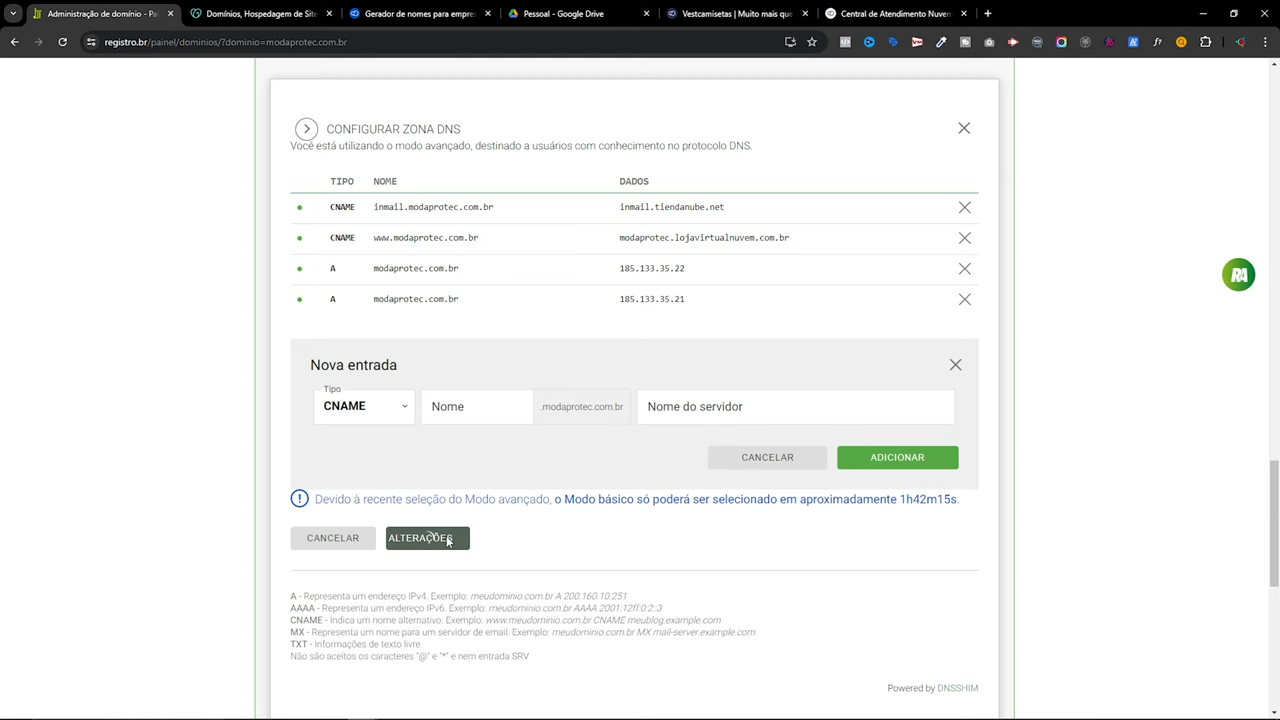 Administração de domínio - Pai
Domínios, Hospedagem de Site
Gerador de nomes para empre
Pessoal - Google Drive
Vestcamisetas | Muito mais que
Central de Atendimento Nuvem
registro.br/painel/dominios/?dominio=modaprotec.com.br
CONFIGURAR ZONA DNS
Você está utilizando o modo avançado, destinado a usuários com conhecimento no protocolo DNS.
TIPO NOME DADOS
CNAME inmail.modaprotec.com.br inmail.tiendanube.net
CNAME www.modaprotec.com.br modaprotec.lojavirtualnuvem.com.br
A modaprotec.com.br 185.133.35.22
A modaprotec.com.br 185.133.35.21
RA
Nova entrada
Tipo
CNAME Nome .modaprotec.com.br Nome do servidor
CANCELAR ADICIONAR
Devido à recente seleção do Modo avançado, o Modo básico só poderá ser selecionado em aproximadamente 1h42m15s.
CANCELAR ALTERAÇÕES
A - Representa um endereço IPv4. Exemplo: meudominio.com.br A 200.160.10.251
AAAA - Representa um endereço IPv6. Exemplo: meudominio.com.br AAAA 2001:12ff:0:2::3
CNAME - Indica um nome alternativo. Exemplo: www.meudominio.com.br CNAME meublog.example.com
MX - Representa um nome para um servidor de email. Exemplo: meudominio.com.br MX mail-server.example.com
TXT - Informações de texto livre
Não são aceitos os caracteres "@" e "*" e nem entrada SRV
Powered by DNSSHIM